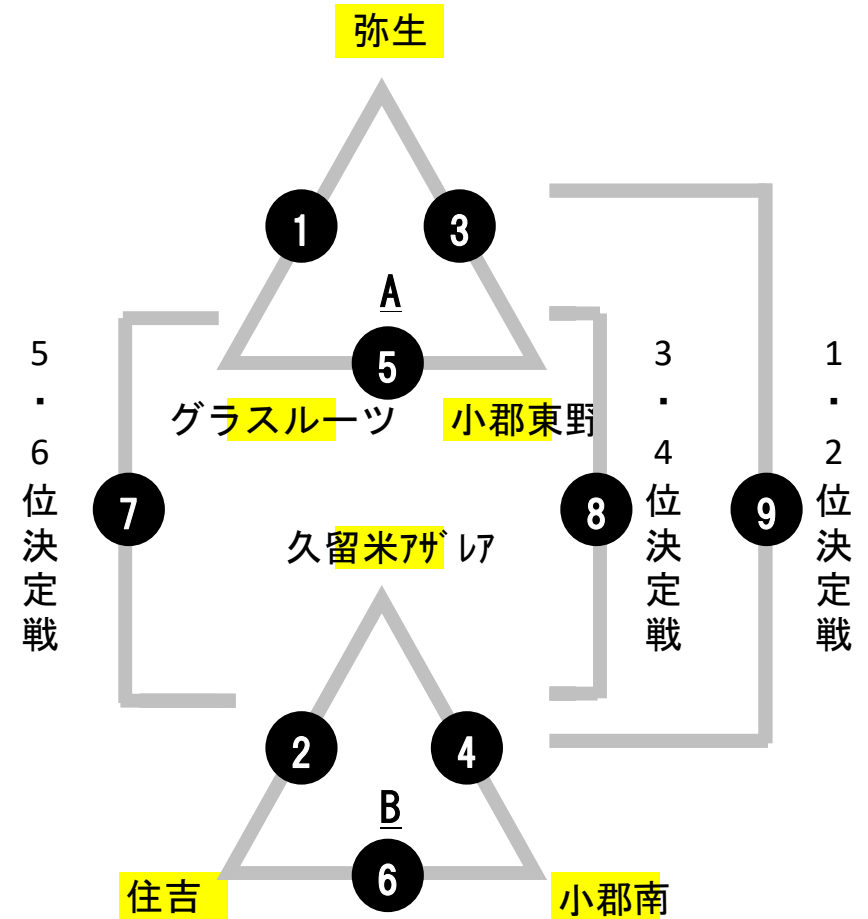 弥生
1
3
A
5
グラスルーツ
小郡東野
5・6位決定戦
7
3・4位決定戦
8
1・2位決定戦
9
久留米ｱｻﾞﾚｱ
2
4
B
6
住吉
小郡南